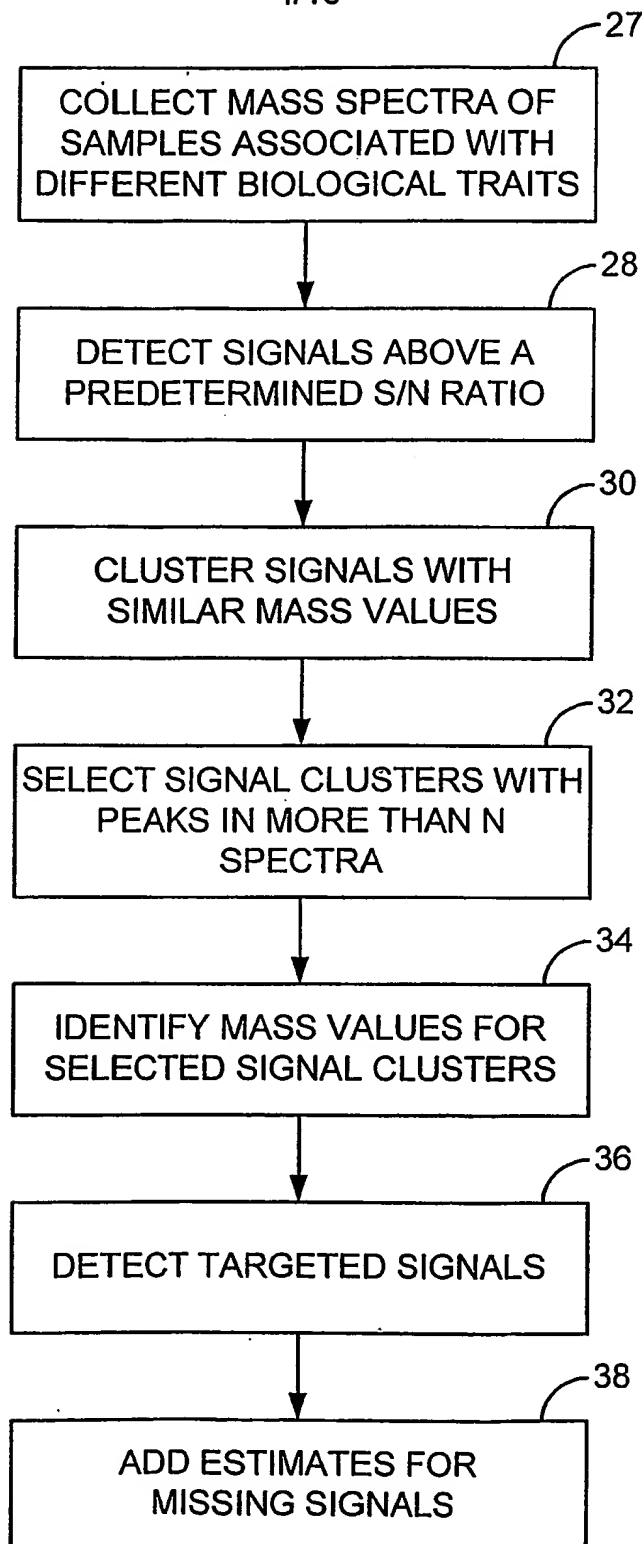 27
COLLECT MASS SPECTRA OF
SAMPLES ASSOCIATED WITH
DIFFERENT BIOLOGICAL TRAITS
28
DETECT SIGNALS ABOVE A
PREDETERMINED S/N RATIO
30
CLUSTER SIGNALS WITH
SIMILAR MASS VALUES
32
SELECT SIGNAL CLUSTERS WITH
PEAKS IN MORE THAN N
SPECTRA
34
IDENTIFY MASS VALUES FOR
SELECTED SIGNAL CLUSTERS
36
DETECT TARGETED SIGNALS
38
ADD ESTIMATES FOR
MISSING SIGNALS